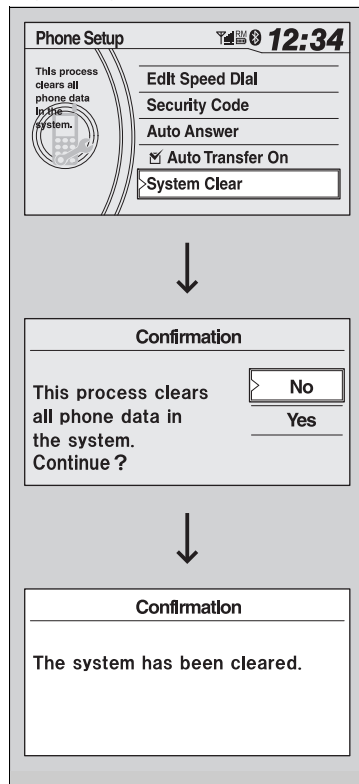 Phone Setup
RM
12:34
This process
clears all
phone data
in the
system.
Edit Speed Dial
Security Code
Auto Answer
Auto Transfer On
System Clear
Confirmation
This process clears
all phone data in
the system.
Continue ?
No
Yes
Confirmation
The system has been cleared.